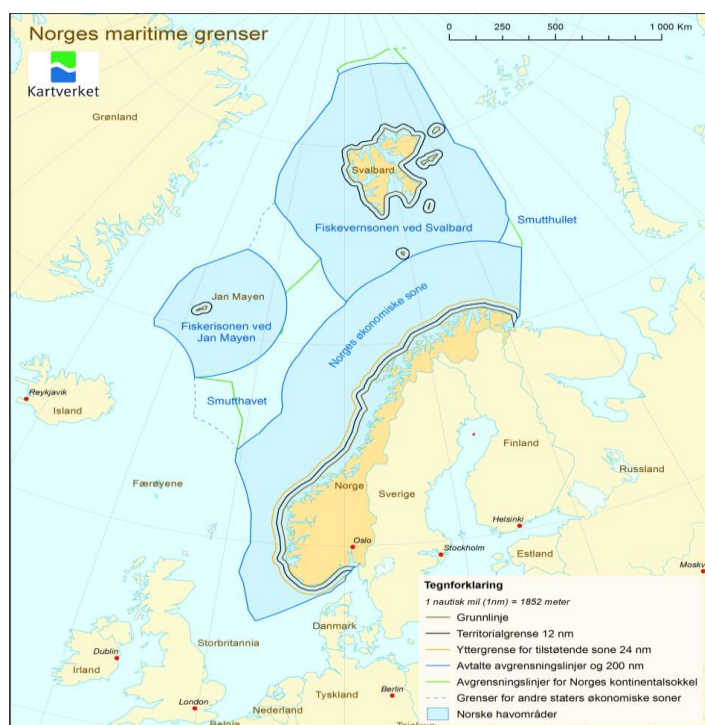 Norges maritime grenser
Kartverket
0 250 500 1 000 Km
Grønland
Svalbard
Fiskevernsonen ved Svalbard
Smutthullet
Jan Mayen
Fiskerisonen ved
Jan Mayen
Norges økonomiske sone
Smutthavet
Reykjavik
Island
Færøyene
Norge
Sverige
Finland
Russland
Helsinki
Oslo
Stockholm
Estland
Moskv
Danmark
Storbritannia
Dublin
Irland
London
Nederland
Tyskland
Berlin
Belgia
Tegnforklaring
1 nautisk mil (1nm) = 1852 meter
Grunnlinje
Territorialgrense 12 nm
Yttergrense for tilstøtende sone 24 nm
Avtalte avgrensningslinjer og 200 nm
Avgrensningslinjer for Norges kontinentalsokkel
Grenser for andre staters økonomiske soner
Norske havområder